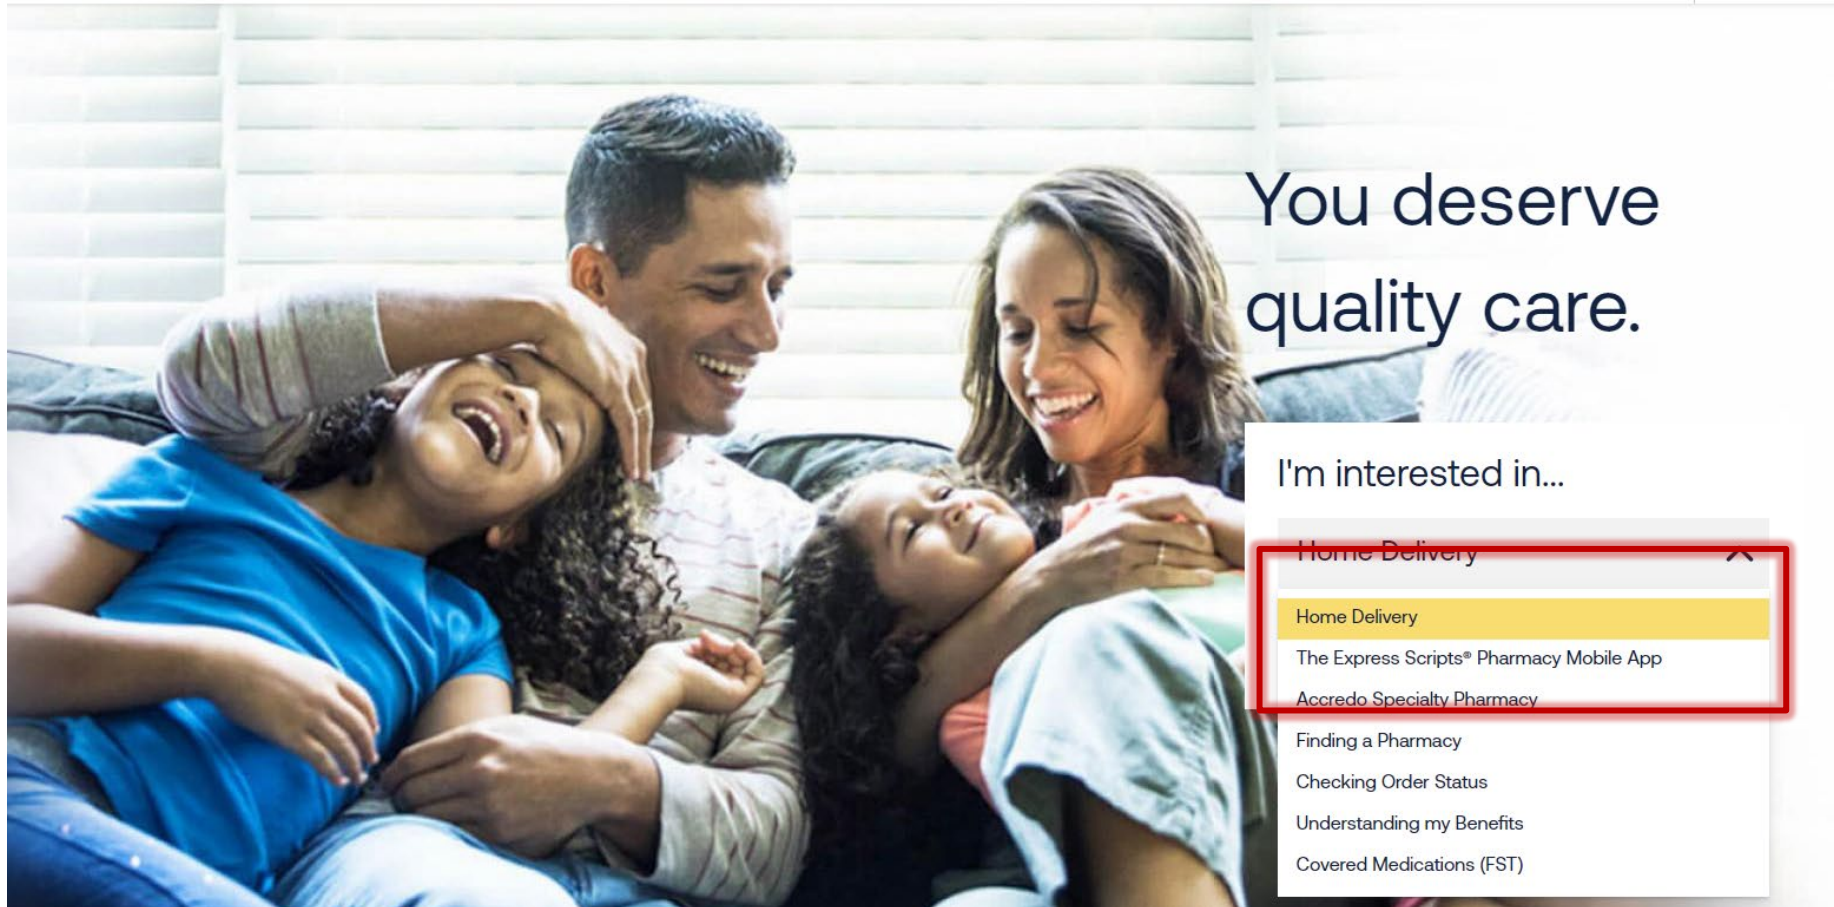 You deserve
quality care.
I'm interested in...
Home Delivery
Home Delivery
The Express Scripts® Pharmacy Mobile App
Accredo Specialty Pharmacy
Finding a Pharmacy
Checking Order Status
Understanding my Benefits
Covered Medications (FST)